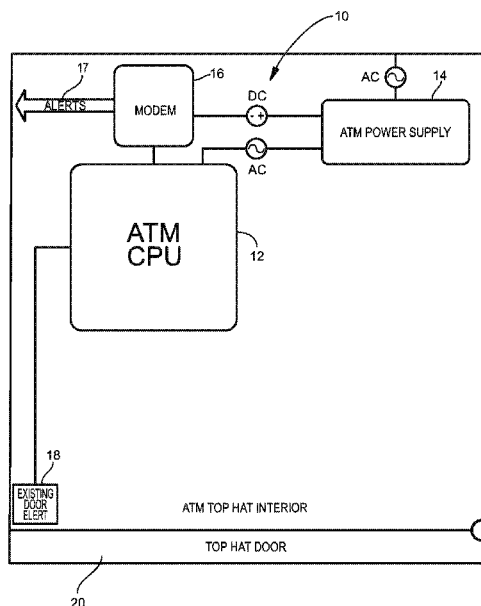 10
17
16
14
AC
ALERTS
MODEM
DC
- +
ATM POWER SUPPLY
AC
ATM
CPU
12
18
EXISTING
DOOR
ELERT
ATM TOP HAT INTERIOR
TOP HAT DOOR
20